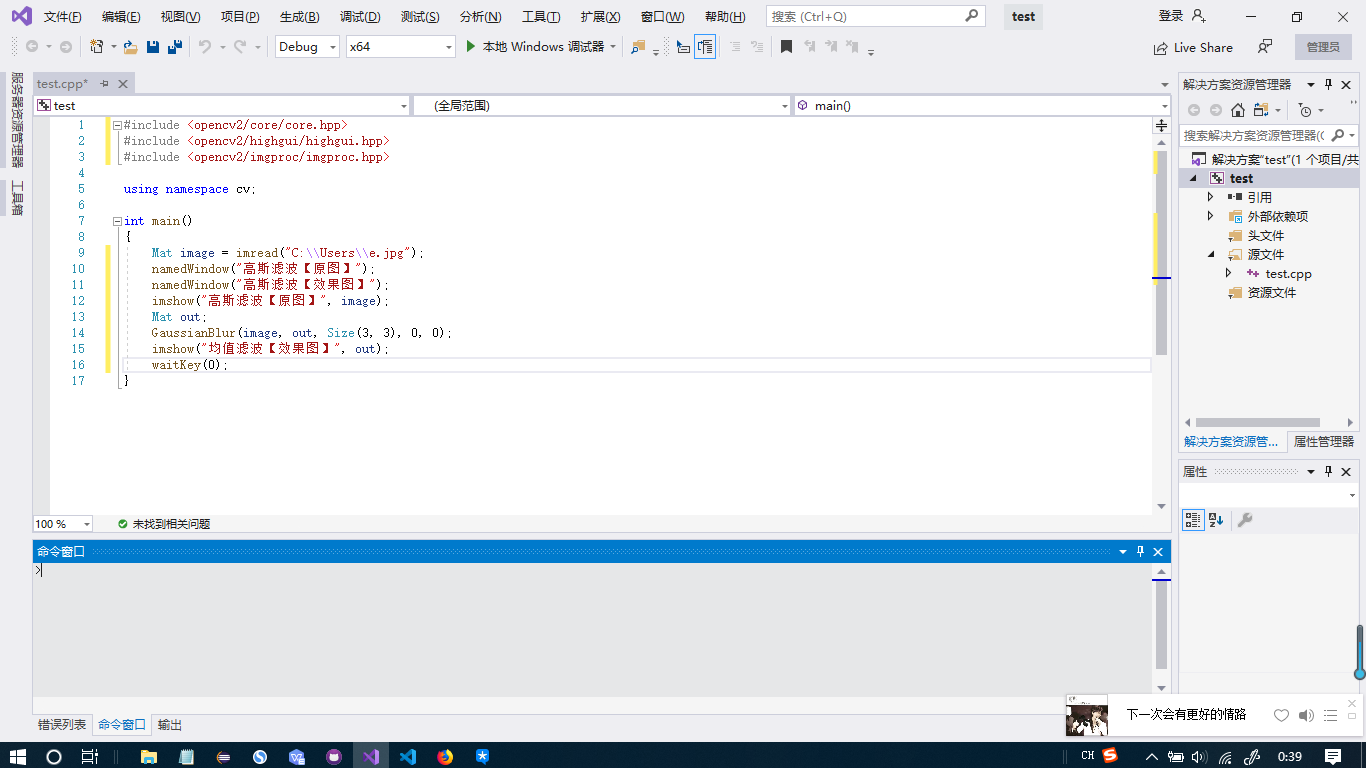 文件(F) 编辑(E) 视图(V) 项目(P) 生成(B) 调试(D) 测试(S) 分析(N) 工具(T) 扩展(X) 窗口(W) 帮助(H) 搜索 (Ctrl+Q) test 登录
Debug x64 本地 Windows 调试器 Live Share 管理员
服务器资源管理器
工具箱
test.cpp*
test (全局范围) main()
1 #include <opencv2/core/core.hpp>
2 #include <opencv2/highgui/highgui.hpp>
3 #include <opencv2/imgproc/imgproc.hpp>
4
5 using namespace cv;
6
7 int main()
8 {
9 Mat image = imread("C:\\Users\\e.jpg");
10 namedWindow("高斯滤波【原图】");
11 namedWindow("高斯滤波【效果图】");
12 imshow("高斯滤波【原图】", image);
13 Mat out;
14 GaussianBlur(image, out, Size(3, 3), 0, 0);
15 imshow("均值滤波【效果图】", out);
16 waitKey(0);
17 }
100 % 未找到相关问题
命令窗口
>
错误列表 命令窗口 输出
解决方案资源管理器
搜索解决方案资源管理器(
解决方案"test"(1 个项目/共
test
引用
外部依赖项
头文件
源文件
test.cpp
资源文件
解决方案资源管... 属性管理器
属性
下一次会有更好的情路
CH 0:39